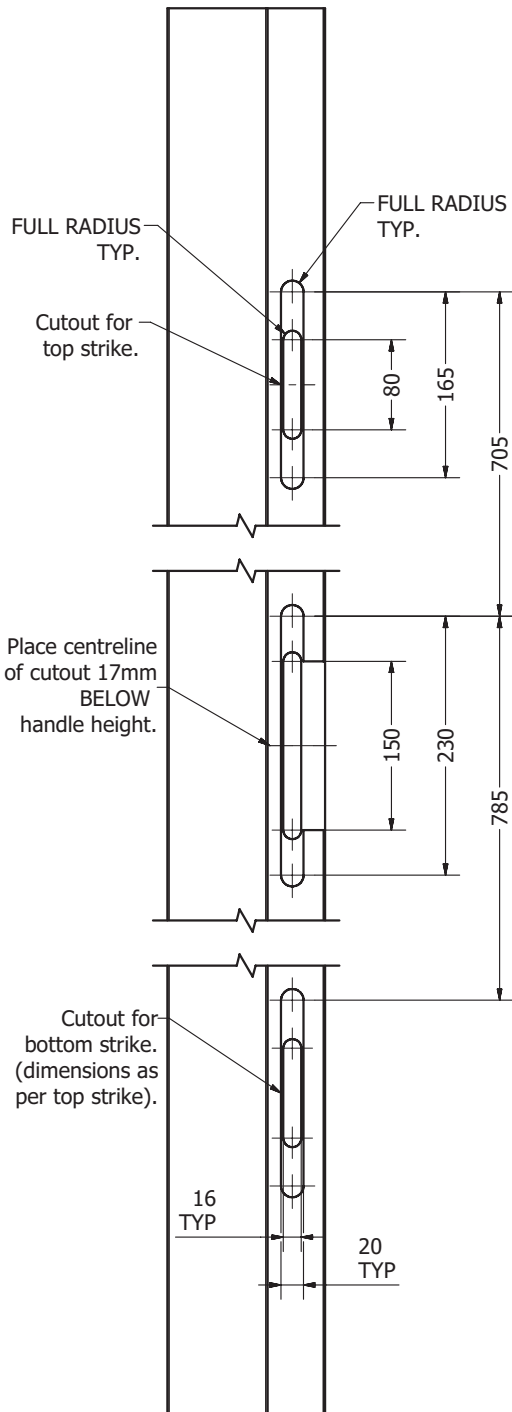 FULL RADIUS
TYP.
FULL RADIUS
TYP.
Cutout for
top strike.
80
165
705
Place centreline
of cutout 17mm
BELOW
handle height.
150
230
785
Cutout for
bottom strike.
(dimensions as
per top strike).
16
TYP
20
TYP